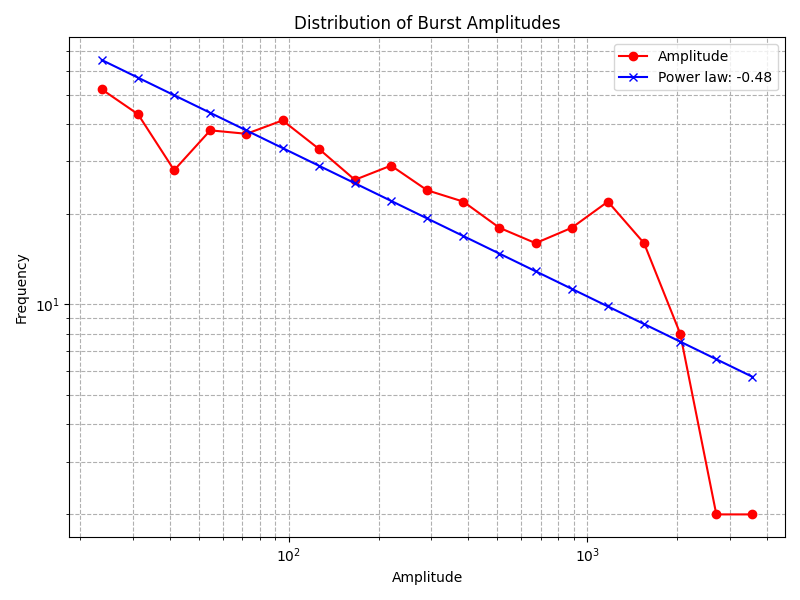 Distribution of Burst Amplitudes
Amplitude
Power law: -0.48
Frequency
10¹
10² 10³
Amplitude